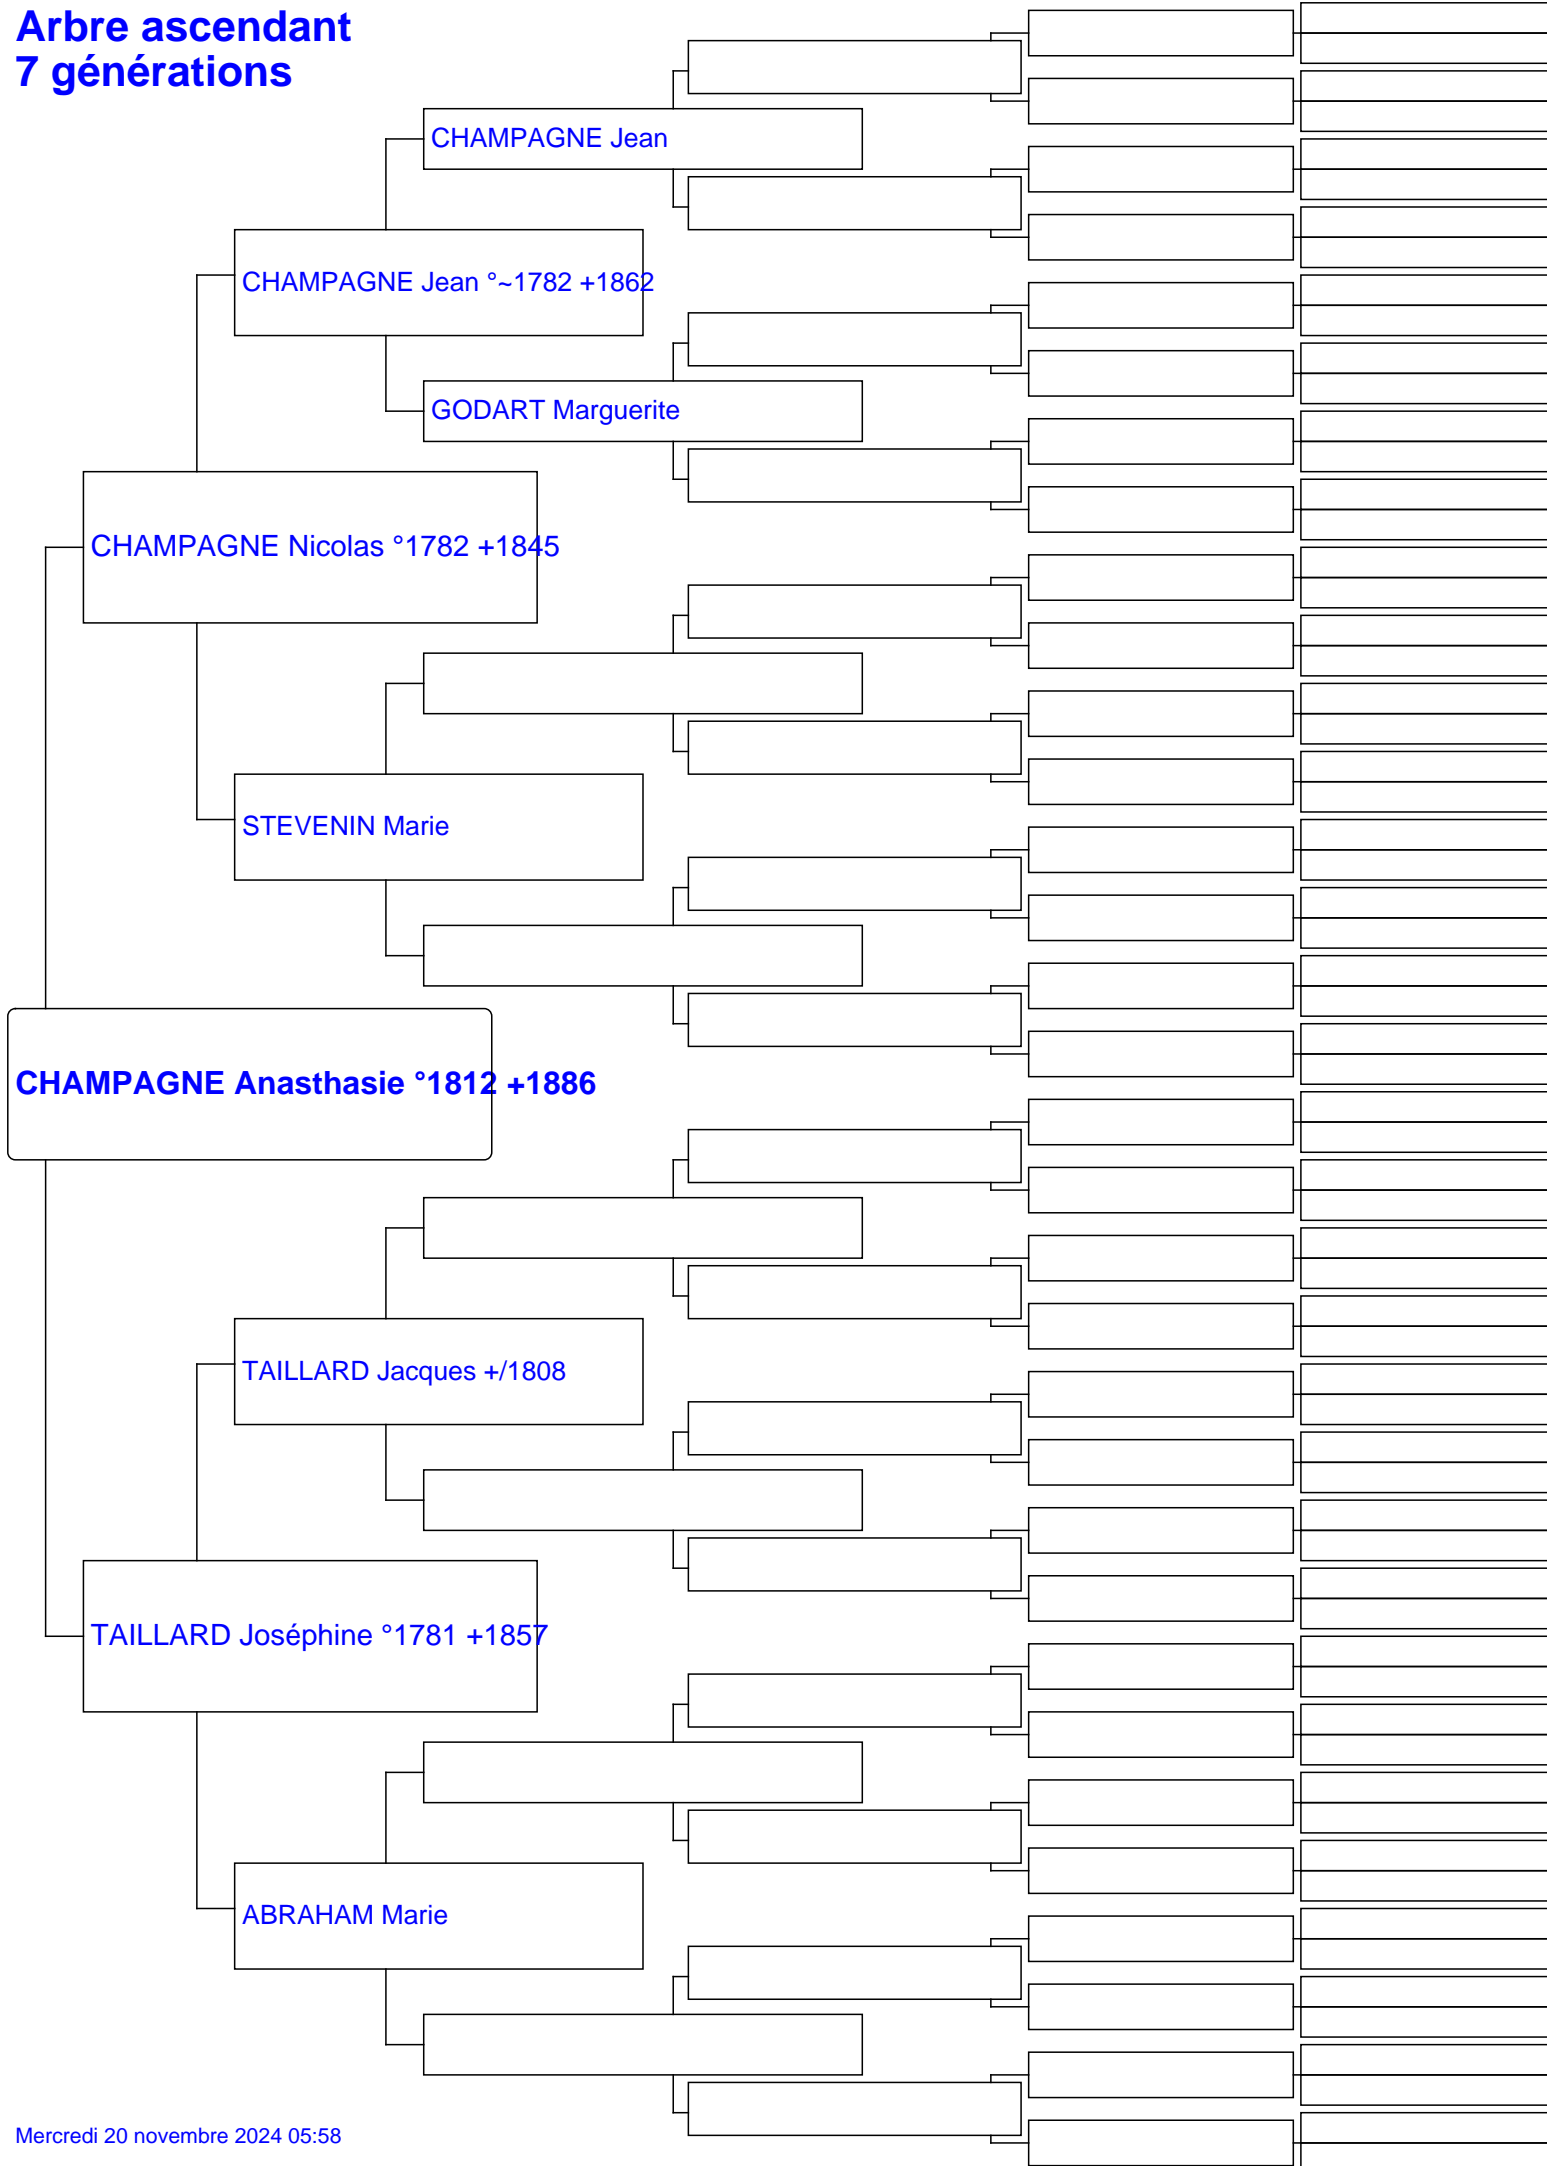 Arbre ascendant
7 générations
CHAMPAGNE Jean
CHAMPAGNE Jean °~1782 +1862
GODART Marguerite
CHAMPAGNE Nicolas °1782 +1845
STEVENIN Marie
CHAMPAGNE Anasthasie °1812 +1886
TAILLARD Jacques +/1808
TAILLARD Joséphine °1781 +1857
ABRAHAM Marie
Mercredi 20 novembre 2024 05:58